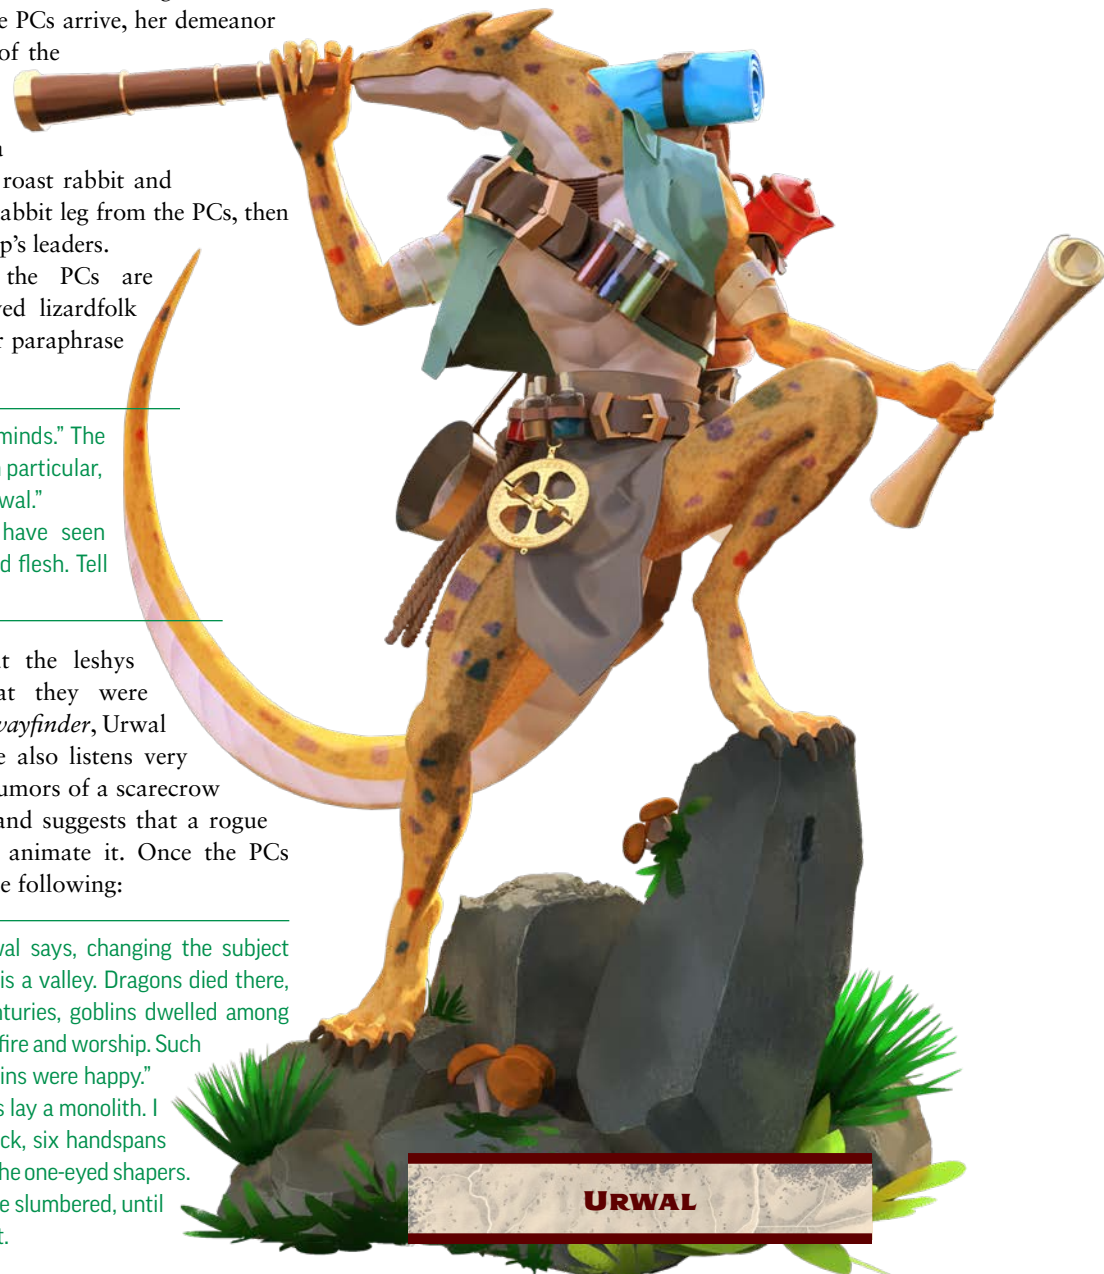 e PCs arrive, her demeanor
of the
roast rabbit and
abbit leg from the PCs, then
p’s leaders.
the PCs are
ed lizardfolk
r paraphrase
minds.” The
particular,
wal.”
have seen
d flesh. Tell
t the leshys
at they were
wayfinder, Urwal
e also listens very
umors of a scarecrow
and suggests that a rogue
animate it. Once the PCs
e following:
wal says, changing the subject
is a valley. Dragons died there,
nturies, goblins dwelled among
fire and worship. Such
ins were happy.”
s lay a monolith. I
ck, six handspans
he one-eyed shapers.
e slumbered, until
t.
URWAL